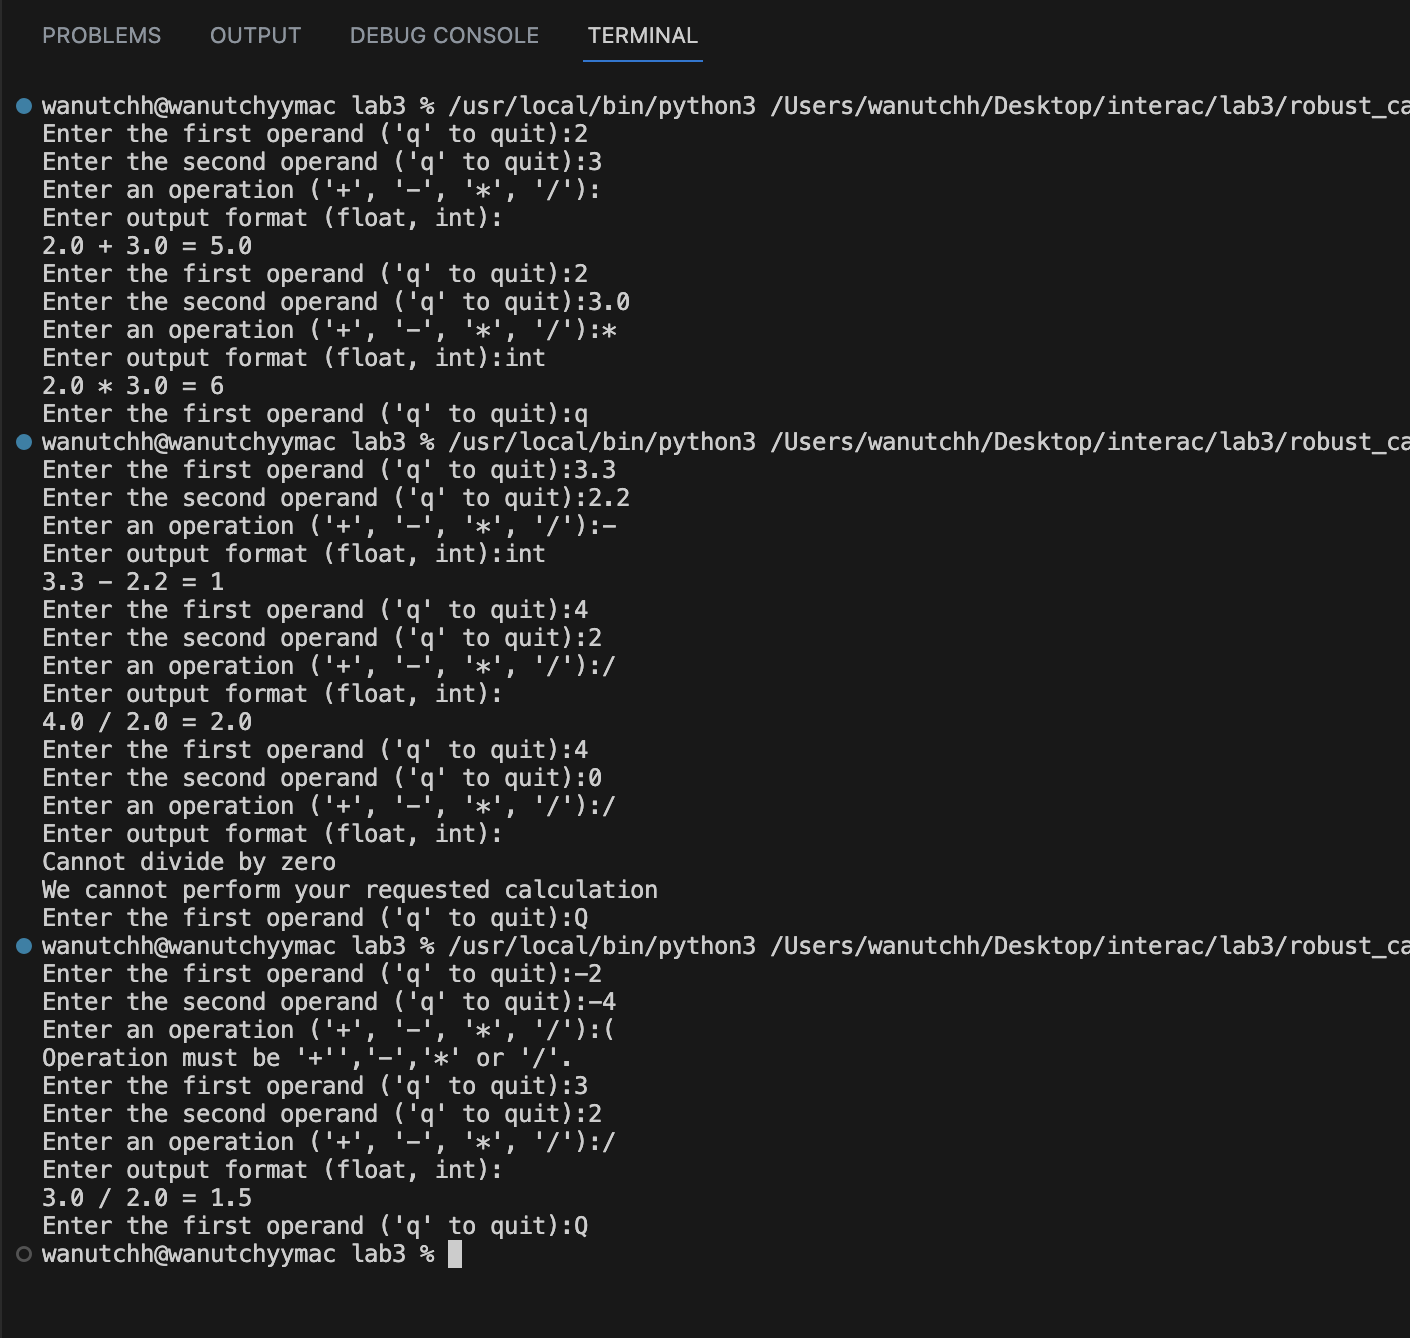 PROBLEMS OUTPUT DEBUG CONSOLE TERMINAL
wanutchh@wanutchyymac lab3 % /usr/local/bin/python3 /Users/wanutchh/Desktop/interac/lab3/robust_ca
Enter the first operand ('q' to quit):2
Enter the second operand ('q' to quit):3
Enter an operation ('+', '-', '*', '/'):
Enter output format (float, int):
2.0 + 3.0 = 5.0
Enter the first operand ('q' to quit):2
Enter the second operand ('q' to quit):3.0
Enter an operation ('+', '-', '*', '/'):*
Enter output format (float, int):int
2.0 * 3.0 = 6
Enter the first operand ('q' to quit):q
wanutchh@wanutchyymac lab3 % /usr/local/bin/python3 /Users/wanutchh/Desktop/interac/lab3/robust_ca
Enter the first operand ('q' to quit):3.3
Enter the second operand ('q' to quit):2.2
Enter an operation ('+', '-', '*', '/'):-
Enter output format (float, int):int
3.3 - 2.2 = 1
Enter the first operand ('q' to quit):4
Enter the second operand ('q' to quit):2
Enter an operation ('+', '-', '*', '/'):/
Enter output format (float, int):
4.0 / 2.0 = 2.0
Enter the first operand ('q' to quit):4
Enter the second operand ('q' to quit):0
Enter an operation ('+', '-', '*', '/'):/
Enter output format (float, int):
Cannot divide by zero
We cannot perform your requested calculation
Enter the first operand ('q' to quit):Q
wanutchh@wanutchyymac lab3 % /usr/local/bin/python3 /Users/wanutchh/Desktop/interac/lab3/robust_ca
Enter the first operand ('q' to quit):-2
Enter the second operand ('q' to quit):-4
Enter an operation ('+', '-', '*', '/'):(
Operation must be '+'','-','*' or '/'.
Enter the first operand ('q' to quit):3
Enter the second operand ('q' to quit):2
Enter an operation ('+', '-', '*', '/'):/
Enter output format (float, int):
3.0 / 2.0 = 1.5
Enter the first operand ('q' to quit):Q
wanutchh@wanutchyymac lab3 %